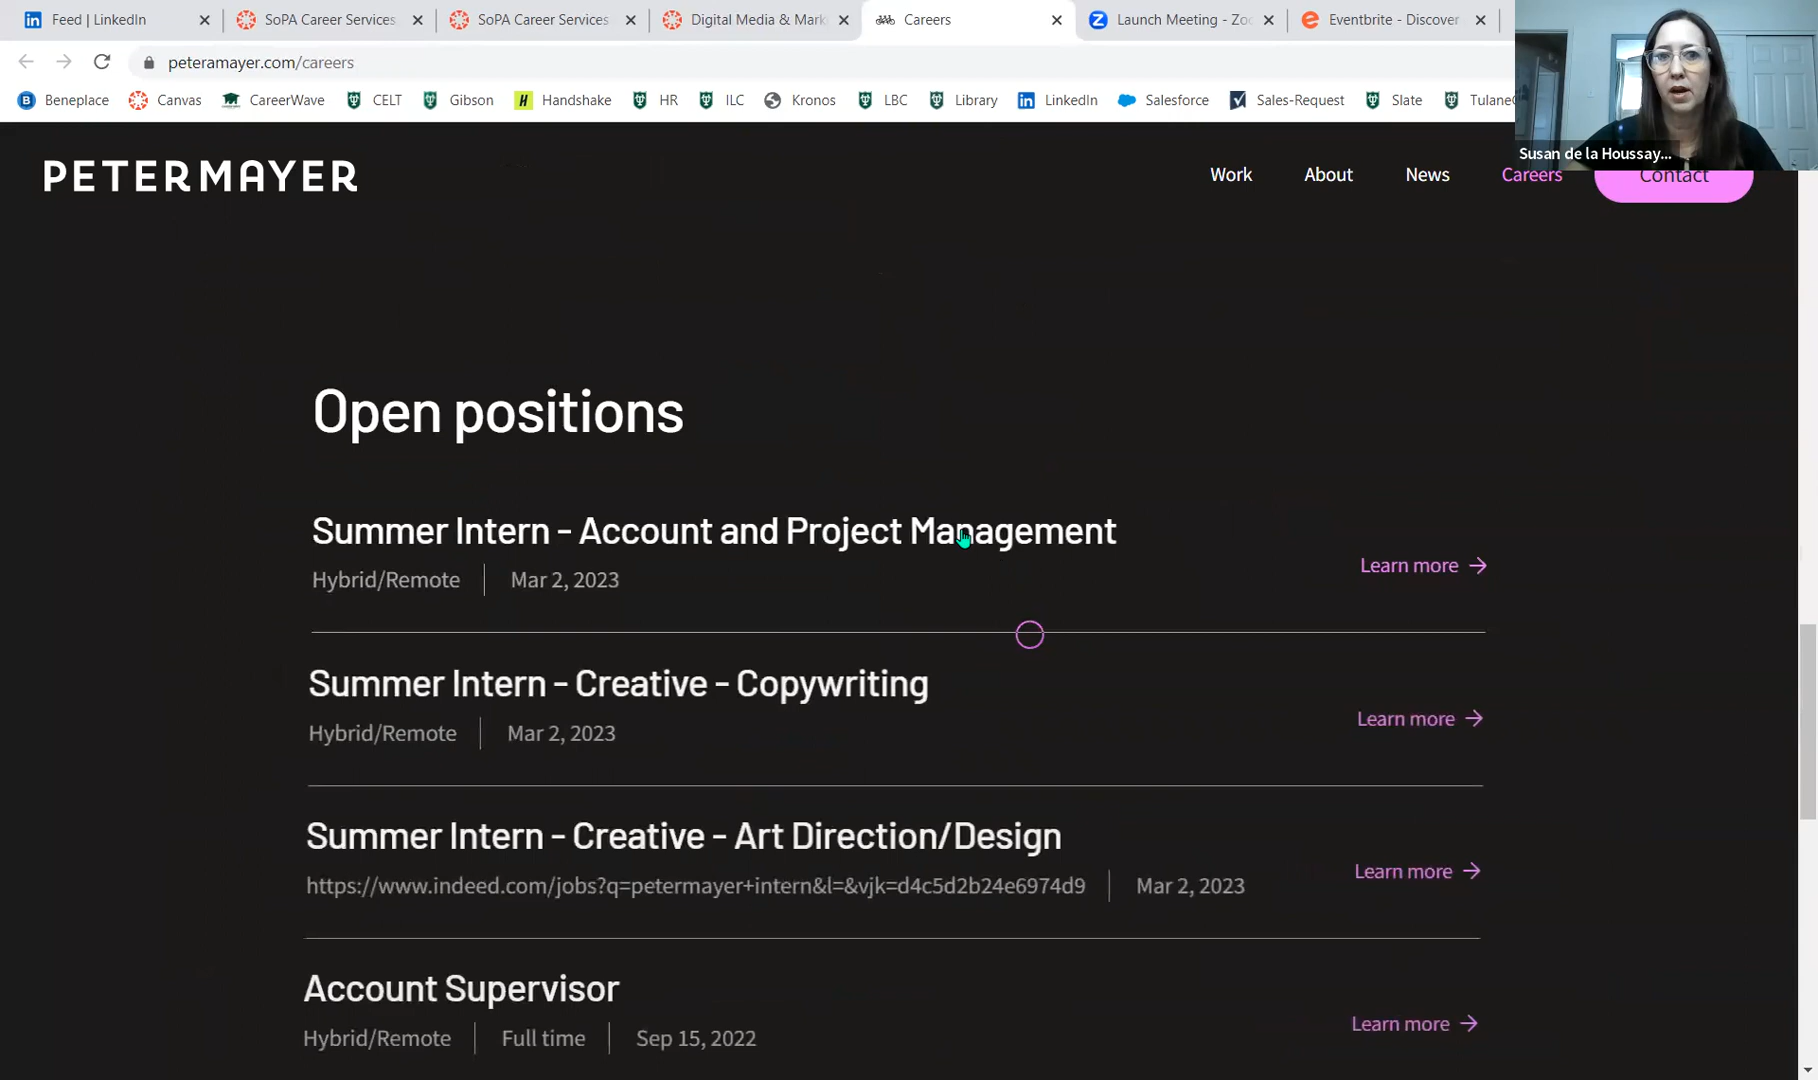 Feed | LinkedIn
SoPA Career Services
SoPA Career Services
Digital Media & Mark
Careers
Launch Meeting - Zoo
Eventbrite - Discover
peteramayer.com/careers
Beneplace
Canvas
CareerWave
CELT
Gibson
Handshake
HR
ILC
Kronos
LBC
Library
LinkedIn
Salesforce
Sales-Request
Slate
Susan de la Houssay...
PETERMAYER
Work
About
News
Careers
Contact
Open positions
Summer Intern - Account and Project Management
Hybrid/Remote | Mar 2, 2023
Learn more →
Summer Intern - Creative - Copywriting
Hybrid/Remote | Mar 2, 2023
Learn more →
Summer Intern - Creative - Art Direction/Design
https://www.indeed.com/jobs?q=petermayer+intern&l=&vjk=d4c5d2b24e6974d9 | Mar 2, 2023
Learn more →
Account Supervisor
Hybrid/Remote | Full time | Sep 15, 2022
Learn more →